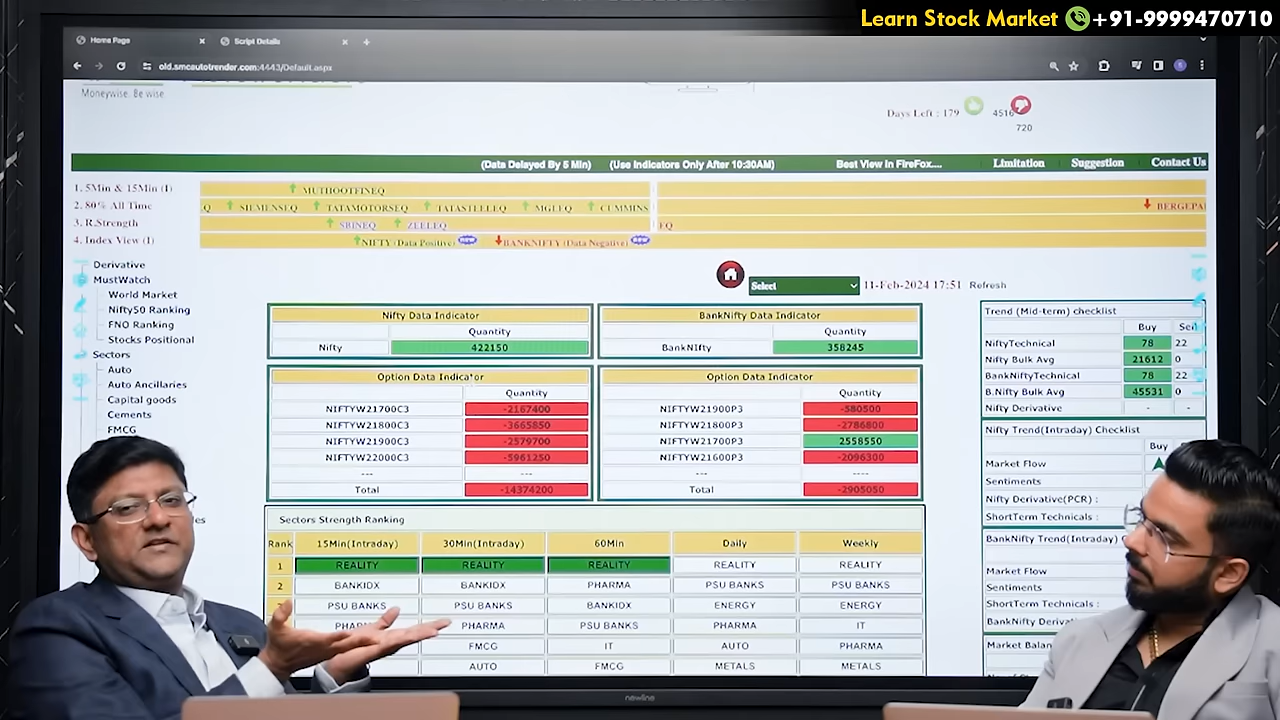 Learn Stock Market +91-9999470710
Home Page
Script Details
old.smcautotrender.com:4443/Default.aspx
Moneywise. Be wise.
Days Left : 179
4516
720
(Data Delayed By 5 Min) (Use Indicators Only After 10:30AM) Best View in FireFox.... Limitation Suggestion Contact Us
1. 5Min & 15Min (I) MUTHOOTFINEQ
2. 80% All Time Q SIEMENSEQ TATAMOTORSEQ TATASTEELEQ MGLEQ CUMMINS BERGEPA
3. R.Strength SBINEQ ZEELEQ EQ
4. Index View (I) NIFTY (Data Positive) BANKNIFTY (Data Negative)
Derivative
MustWatch
World Market
Nifty50 Ranking
FNO Ranking
Stocks Positional
Sectors
Auto
Auto Ancillaries
Capital goods
Cements
FMCG
Select 11-Feb-2024 17:51 Refresh
Nifty Data Indicator
Quantity
Nifty 422150
BankNifty Data Indicator
Quantity
BankNIfty 358245
Option Data Indicator
Quantity
NIFTYW21700C3 -2167400
NIFTYW21800C3 -3665850
NIFTYW21900C3 -2579700
NIFTYW22000C3 -5961250
--- ---
Total -14374200
Option Data Indicator
Quantity
NIFTYW21900P3 -580500
NIFTYW21800P3 -2786800
NIFTYW21700P3 2558550
NIFTYW21600P3 -2096300
--- ----
Total -2905050
Sectors Strength Ranking
Rank 15Min(Intraday) 30Min(Intraday) 60Min Daily Weekly
1 REALITY REALITY REALITY REALITY REALITY
2 BANKIDX BANKIDX PHARMA PSU BANKS PSU BANKS
PSU BANKS PSU BANKS BANKIDX ENERGY ENERGY
PHARMA PSU BANKS PHARMA IT
FMCG IT AUTO PHARMA
AUTO FMCG METALS METALS
Trend (Mid-term) checklist
Buy Sell
NiftyTechnical 78 22
Nifty Bulk Avg 21612 0
BankNiftyTechnical 78 22
B.Nifty Bulk Avg 45531 0
Nifty Derivative - -
Nifty Trend(Intraday) Checklist
Buy
Market Flow
Sentiments
Nifty Derivative(PCR) :
ShortTerm Technicals :
BankNifty Trend(Intraday)
Market Flow
Sentiments
ShortTerm Technicals :
BankNifty
Market
newline